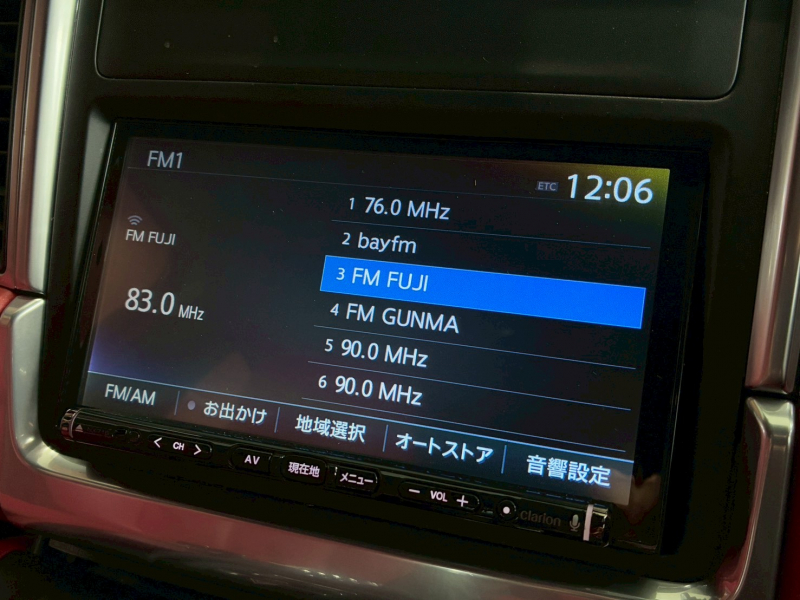 FM1
ETC 12:06
FM FUJI
83.0 MHz
1 76.0 MHz
2 bayfm
3 FM FUJI
4 FM GUNMA
5 90.0 MHz
6 90.0 MHz
FM/AM
お出かけ
地域選択
オートストア
音響設定
CH
AV
現在地
メニュー
− VOL +
clarion